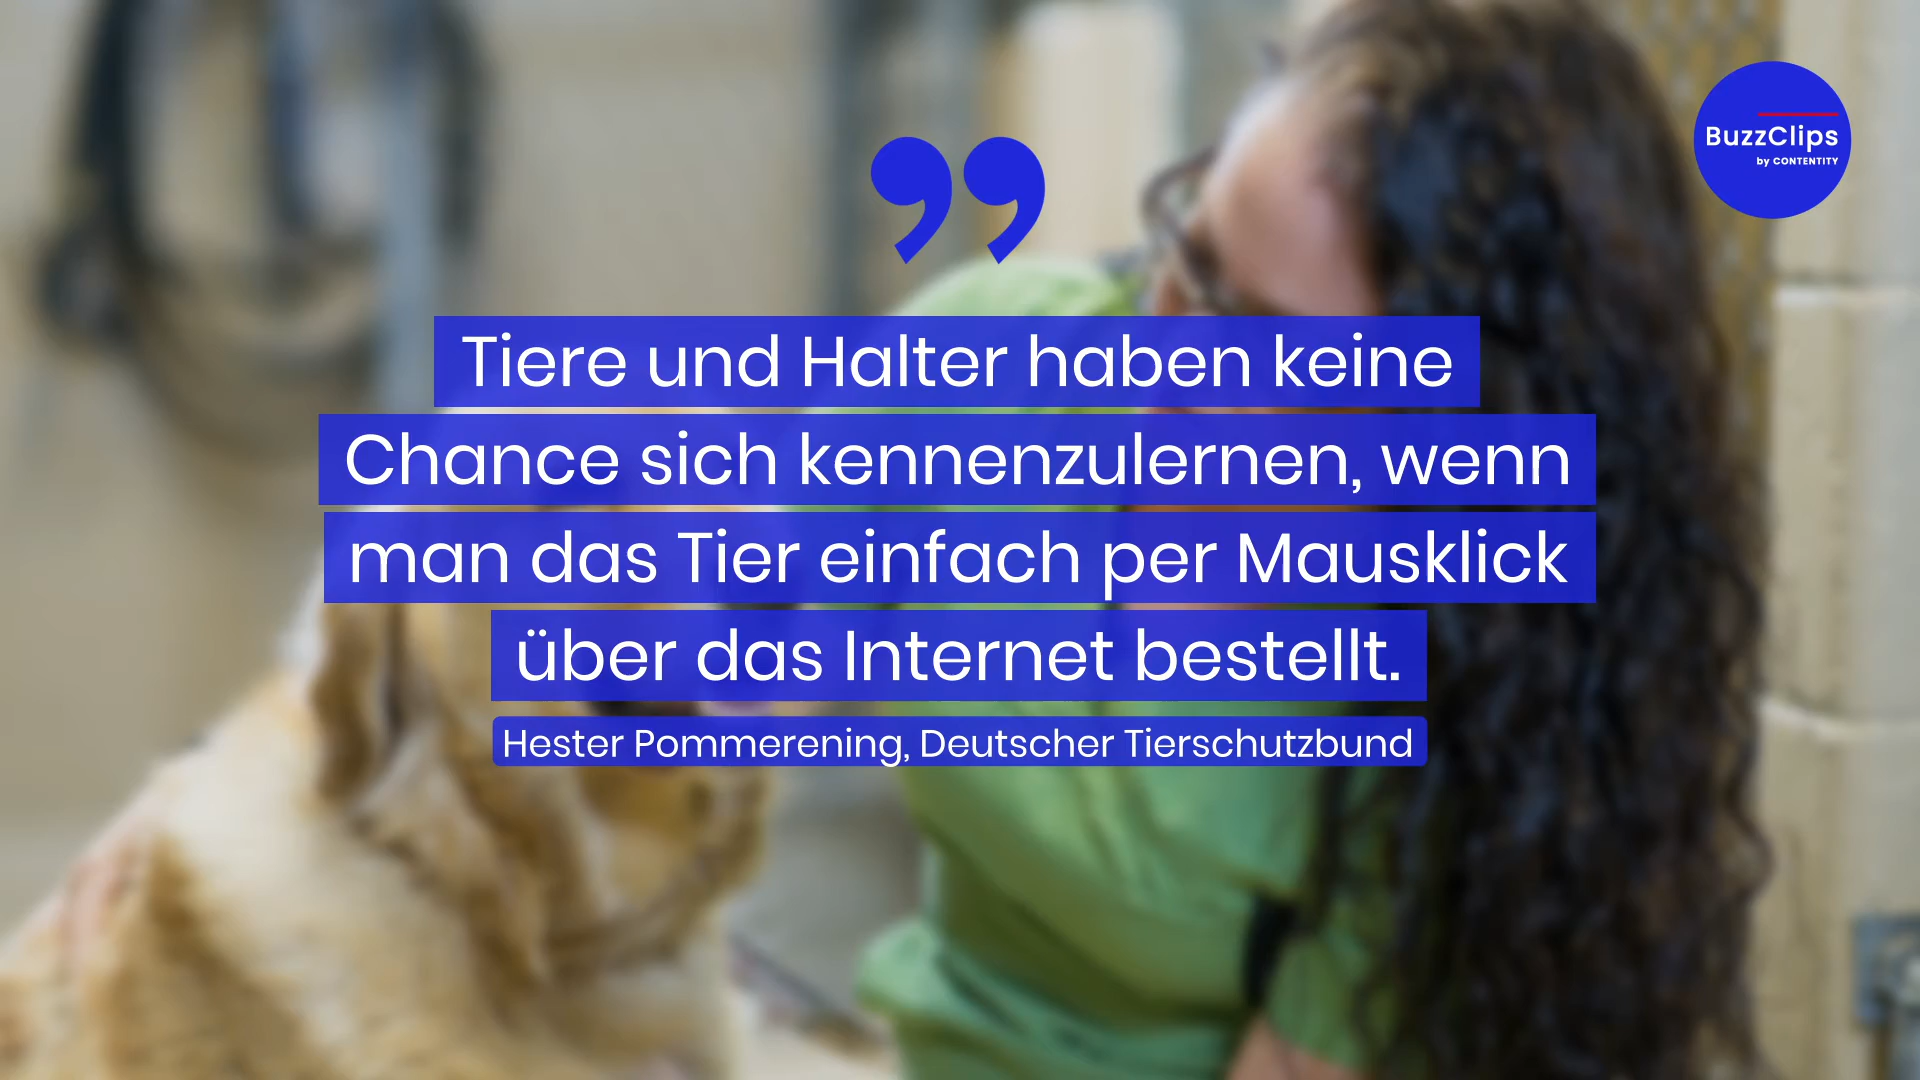 BuzzClips
by CONTENTITY
”
Tiere und Halter haben keine
Chance sich kennenzulernen, wenn
man das Tier einfach per Mausklick
über das Internet bestellt.
Hester Pommerening, Deutscher Tierschutzbund